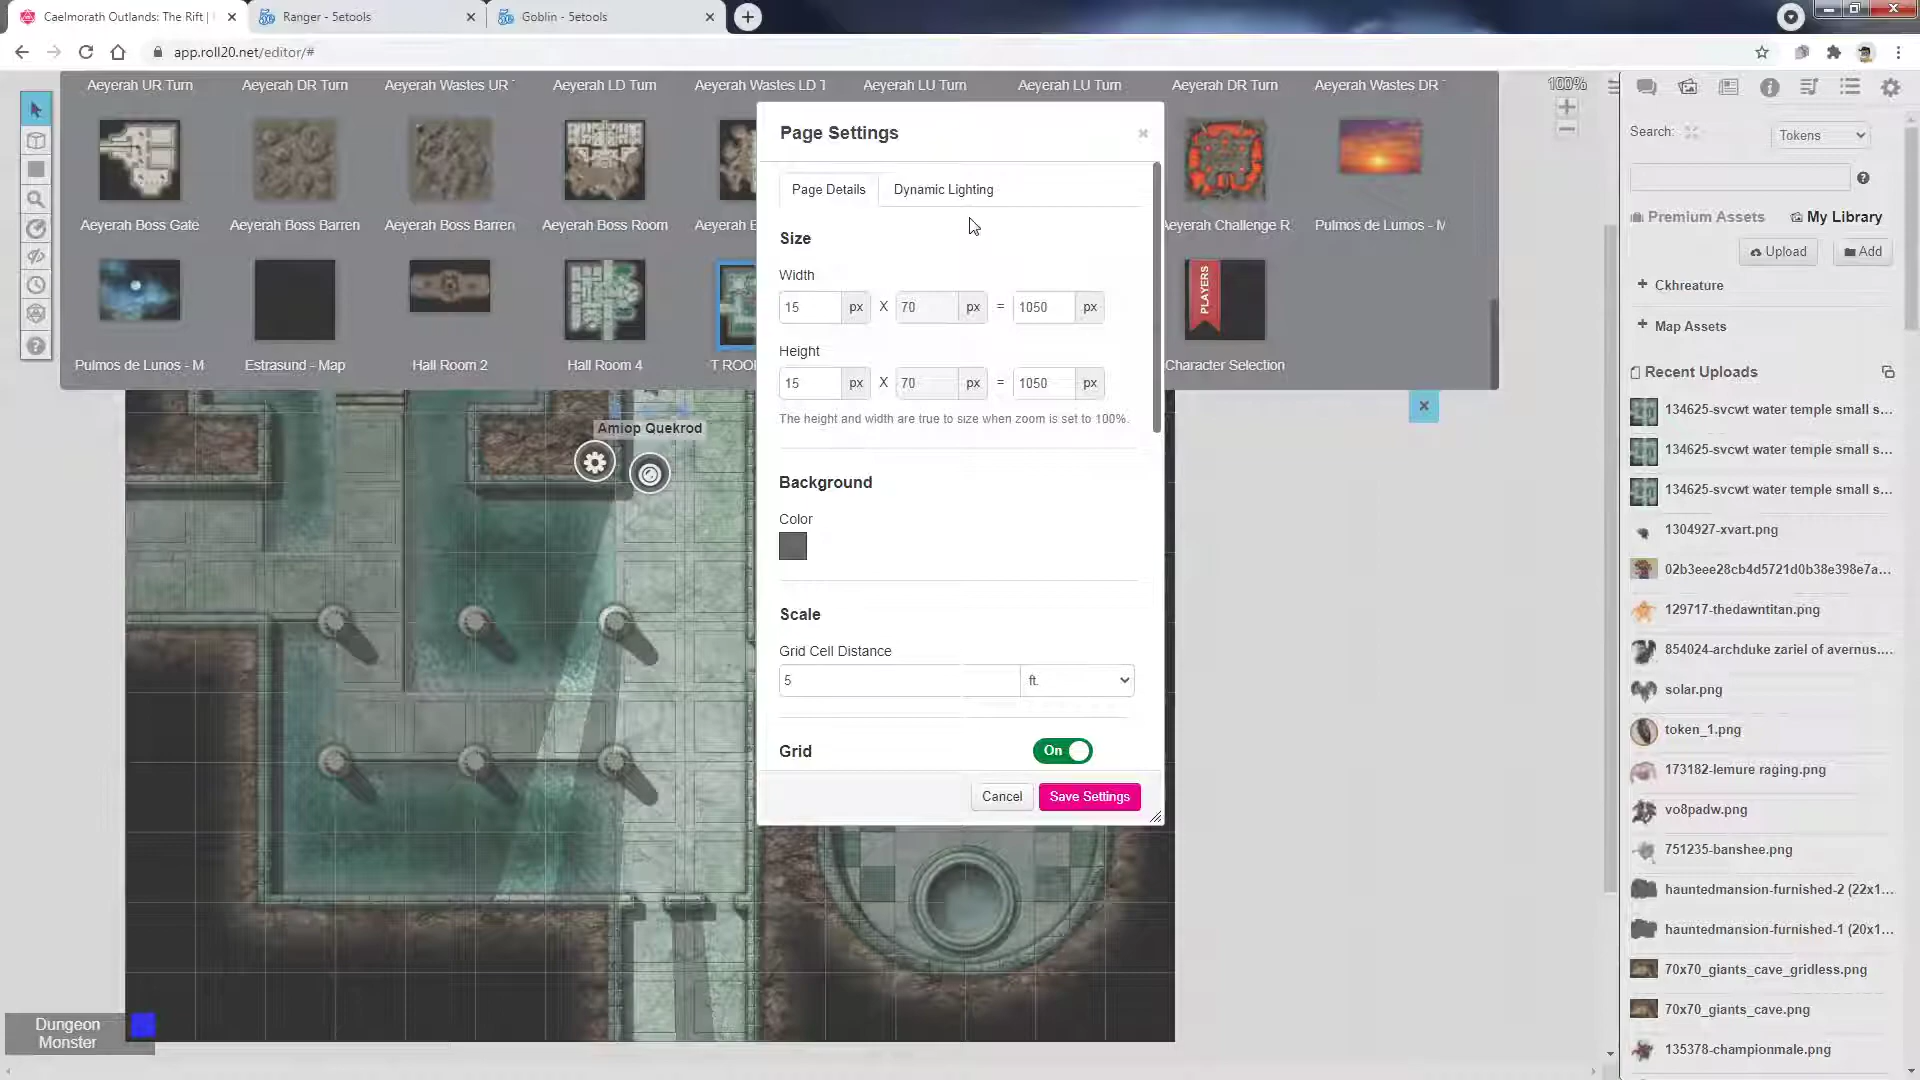 Caelmorath Outlands: The Rift |
Ranger - 5etools
Goblin - 5etools
app.roll20.net/editor/#
Aeyerah UR Turn
Aeyerah DR Turn
Aeyerah Wastes UR
Aeyerah LD Turn
Aeyerah Wastes LD
Aeyerah LU Turn
Aeyerah LU Turn
Aeyerah DR Turn
Aeyerah Wastes DR
100%
Search:
Tokens
Premium Assets
My Library
Upload
Add
Aeyerah Boss Gate
Aeyerah Boss Barren
Aeyerah Boss Barren
Aeyerah Boss Room
Aeyerah Challenge R
Pulmos de Lunos - M
PLAYERS
Pulmos de Lunos - M
Estrasund - Map
Hall Room 2
Hall Room 4
T ROO
Character Selection
Page Settings
Page Details
Dynamic Lighting
Size
Width
15 px X 70 px = 1050 px
Height
15 px X 70 px = 1050 px
The height and width are true to size when zoom is set to 100%.
Background
Color
Scale
Grid Cell Distance
5
ft.
Grid
On
Cancel
Save Settings
Amiop Quekrod
Dungeon
Monster
Ckhreature
Map Assets
Recent Uploads
134625-svcwt water temple small s...
134625-svcwt water temple small s...
134625-svcwt water temple small s...
1304927-xvart.png
02b3eee28cb4d5721d0b38e398e7a...
129717-thedawntitan.png
854024-archduke zariel of avernus....
solar.png
token_1.png
173182-lemure raging.png
vo8padw.png
751235-banshee.png
hauntedmansion-furnished-2 (22x1...
hauntedmansion-furnished-1 (20x1...
70x70_giants_cave_gridless.png
70x70_giants_cave.png
135378-championmale.png